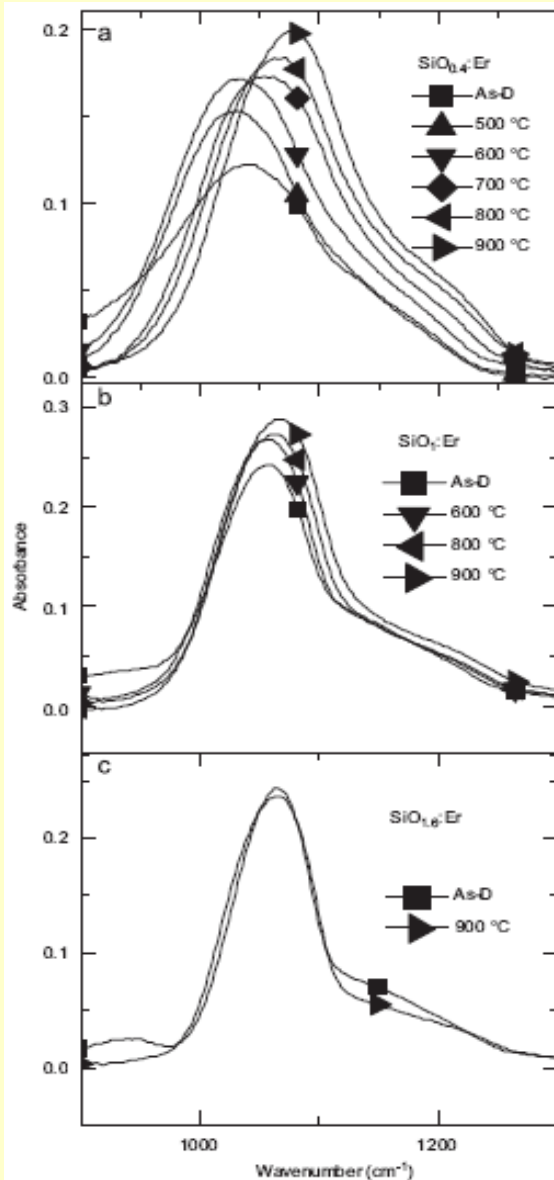 a
0.2
0.1
0.0
SiO0.4:Er
As-D
500 °C
600 °C
700 °C
800 °C
900 °C
b
0.3
0.2
0.1
0.0
SiO1:Er
As-D
600 °C
800 °C
900 °C
Absorbance
c
0.2
0.1
0.0
SiO1.6:Er
As-D
900 °C
1000
1200
Wavenumber (cm⁻¹)